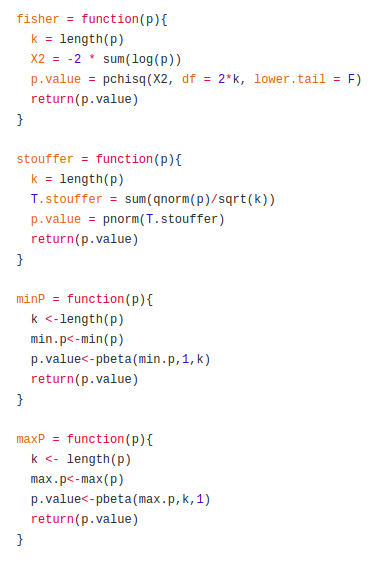 fisher = function(p){
  k = length(p)
  X2 = -2 * sum(log(p))
  p.value = pchisq(X2, df = 2*k, lower.tail = F)
  return(p.value)
}

stouffer = function(p){
  k = length(p)
  T.stouffer = sum(qnorm(p)/sqrt(k))
  p.value = pnorm(T.stouffer)
  return(p.value)
}

minP = function(p){
  k <-length(p)
  min.p<-min(p)
  p.value<-pbeta(min.p,1,k)
  return(p.value)
}

maxP = function(p){
  k <- length(p)
  max.p<-max(p)
  p.value<-pbeta(max.p,k,1)
  return(p.value)
}